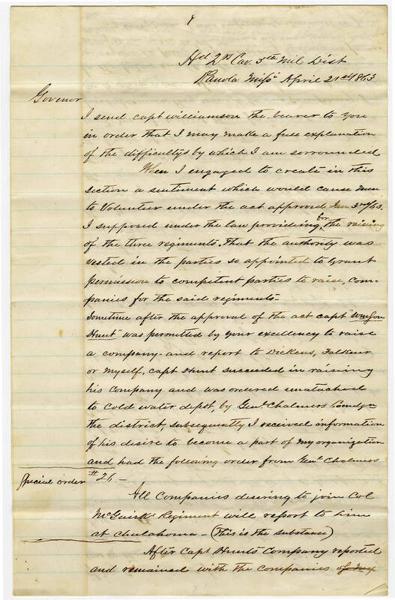 Hd 2nd Cav 5th Mil Dist
Panola Miss. April 21st 1863
Govenor
I send capt williamson the bearer to you
in order that I may make a full explanation
of the difficultys by which I am sorrounded
When I engaged to create in this
section a sentiment which would cause men
to Volunteer under the act approved Jan 3rd /63.
I supposed under the law providing for the raising
of the three regiments. That the authority was
vested in the parties so appointed to Grant
permission to competent parties to raise, Com-
panies for the said regiments-
Sometime after the approval of the act capt
Hunt was permitted by your excellency to raise
a company- and report to Dickens, Falkner
or myself, capt Hunt succeeded in raising
his company and was ordered unattached
to Cold water depot, by Genl Chalmers Comdg
the district, subsequently I received information
of his desire to become a part of my organization
and had the following order from Genl Chalmers
Special order # 26 -
All Companies desiring to join Col
McGuirk Regiment will report to him
at chulahoma - (This is the substance)
After Capt Hunts Company reported
and remained with the companies of my